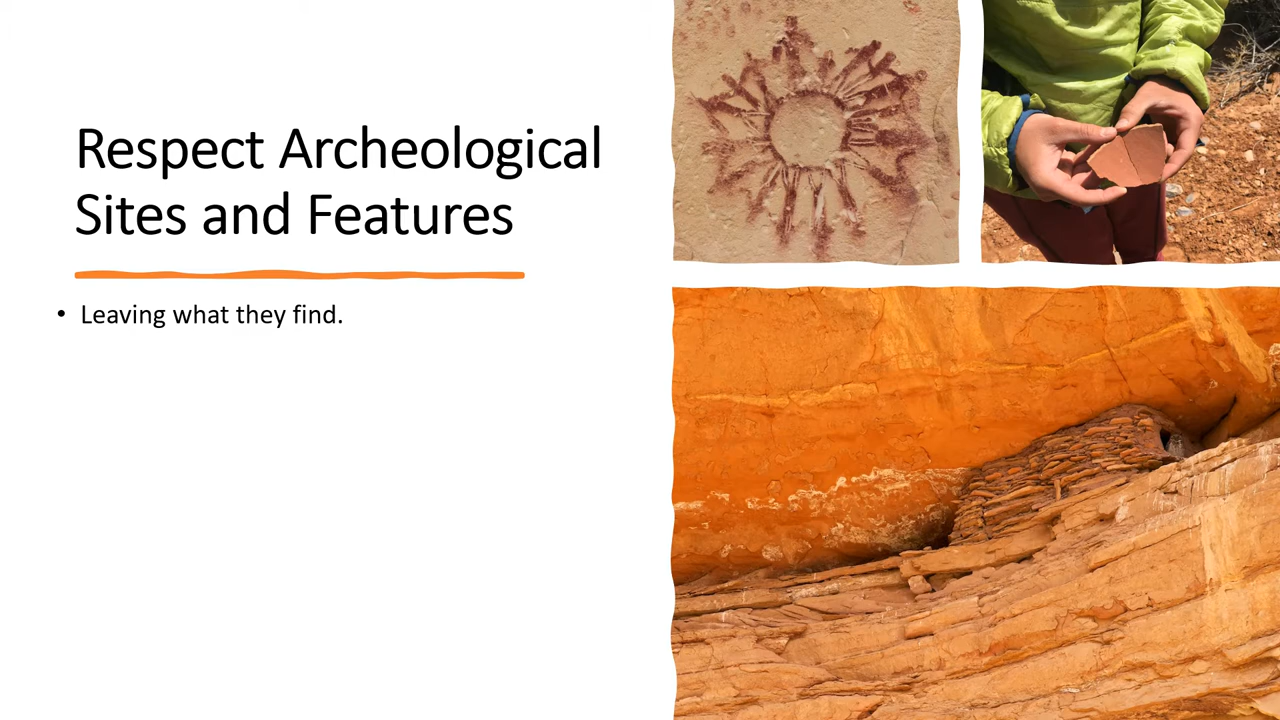 Respect Archeological
Sites and Features
• Leaving what they find.